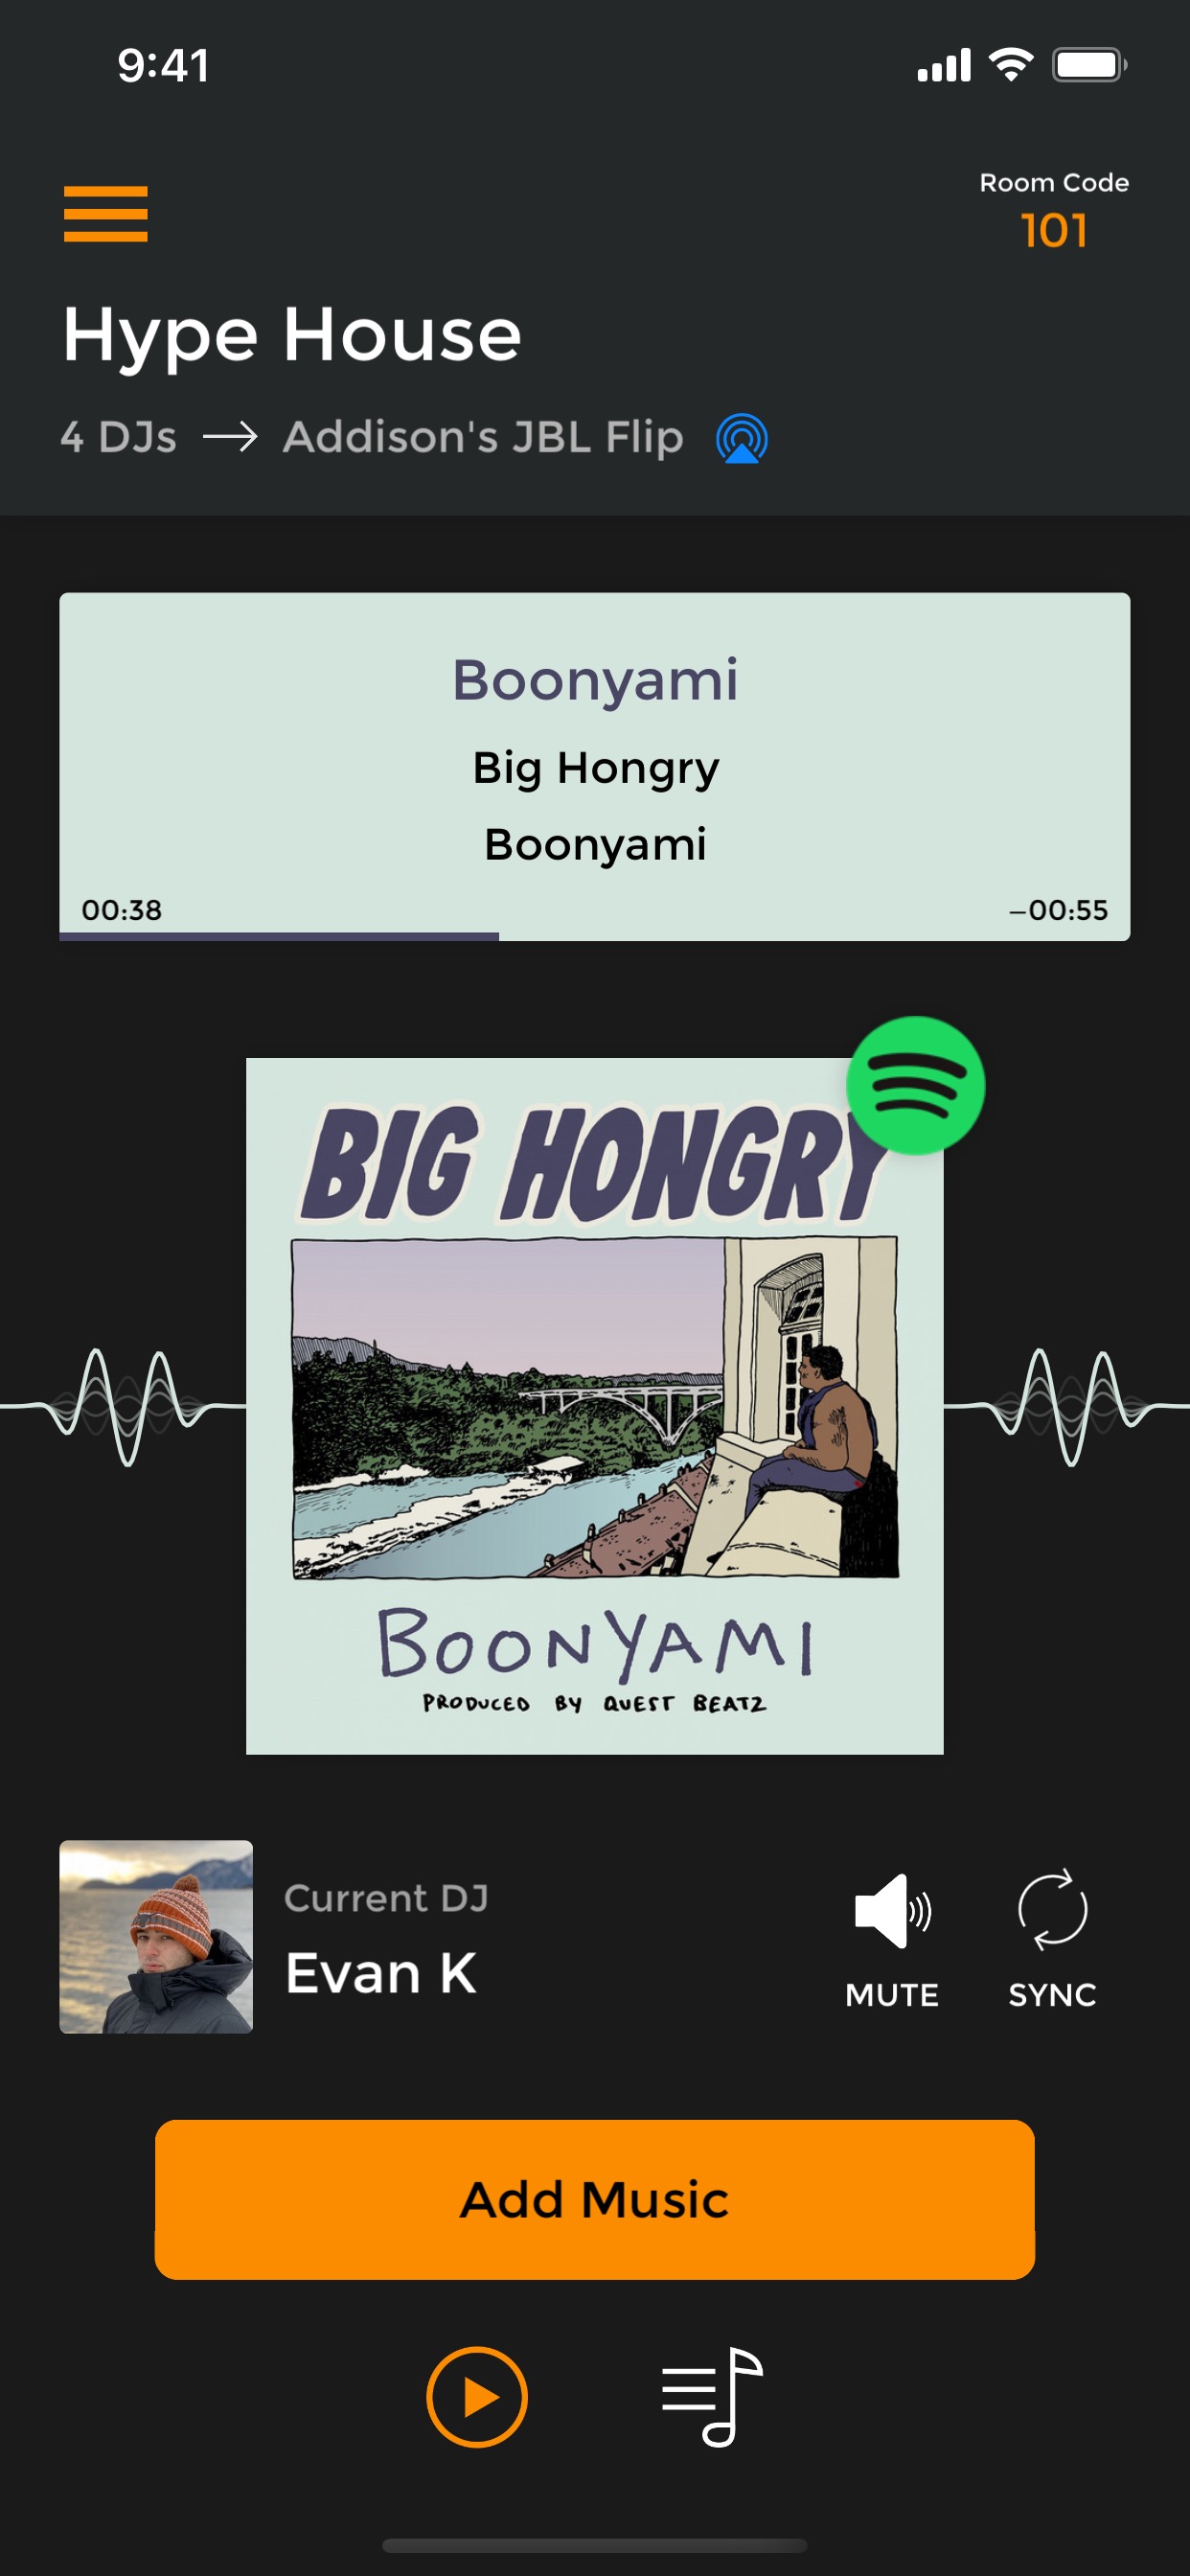 9:41
Room Code
101
Hype House
4 DJs → Addison's JBL Flip
Boonyami
Big Hongry
Boonyami
00:38 –00:55
BIG HONGRY
BOONYAMI
PRODUCED BY QUEST BEATZ
Current DJ
Evan K
MUTE SYNC
Add Music